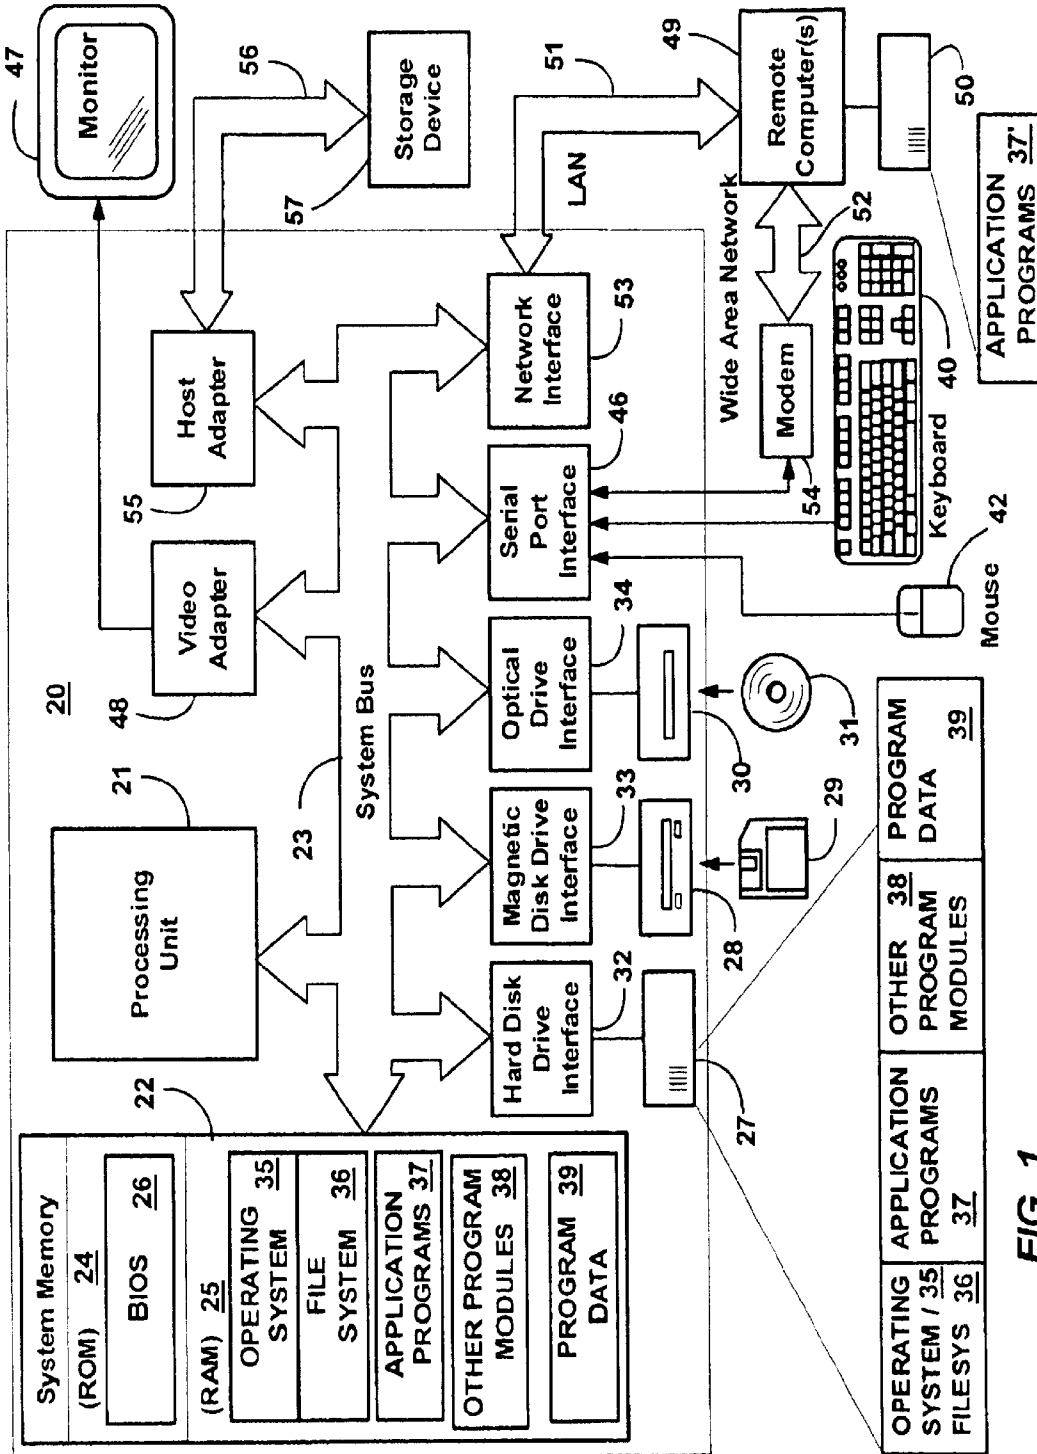 System Memory
(ROM) 24
BIOS 26
(RAM) 25
OPERATING
SYSTEM 35
FILE
SYSTEM 36
APPLICATION
PROGRAMS 37
OTHER PROGRAM
MODULES 38
PROGRAM
DATA 39
22
Processing
Unit
21
20
Video
Adapter
48
Host
Adapter
55
Monitor
47
56
Storage
Device
57
23
System Bus
Hard Disk
Drive
Interface
32
Magnetic
Disk Drive
Interface
33
Optical
Drive
Interface
34
Serial
Port
Interface
46
Network
Interface
53
LAN
51
27
28
29
30
31
Mouse
42
Keyboard
40
Modem
54
Wide Area Network
52
Remote
Computer(s)
49
50
APPLICATION
PROGRAMS 37'
OPERATING
SYSTEM / 35
FILESYS 36
APPLICATION
PROGRAMS
37
OTHER 38
PROGRAM
MODULES
PROGRAM
DATA
39
FIG. 1